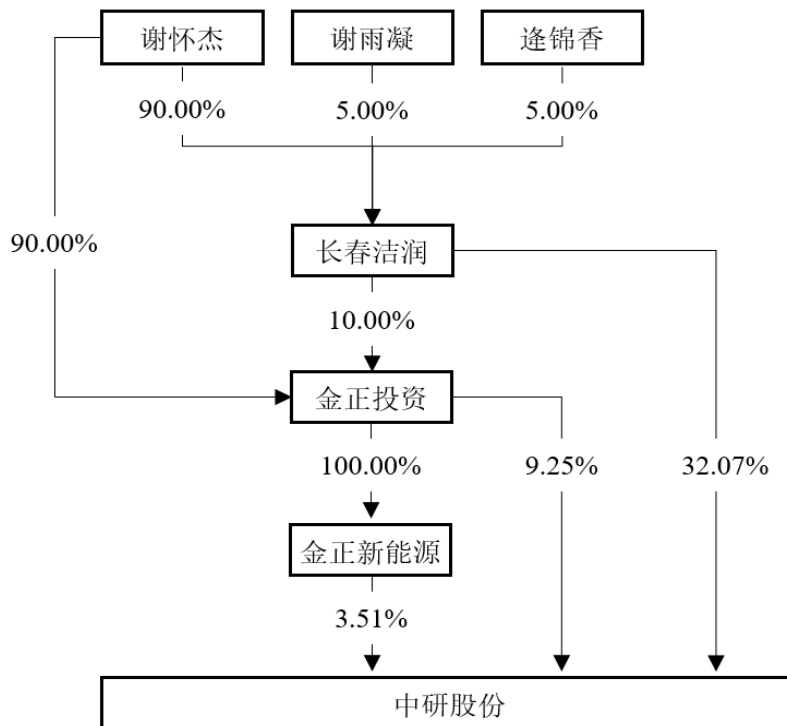 谢怀杰 谢雨凝 逄锦香
90.00% 5.00% 5.00%
长春洁润
90.00%
10.00%
金正投资
100.00% 9.25% 32.07%
金正新能源
3.51%
中研股份